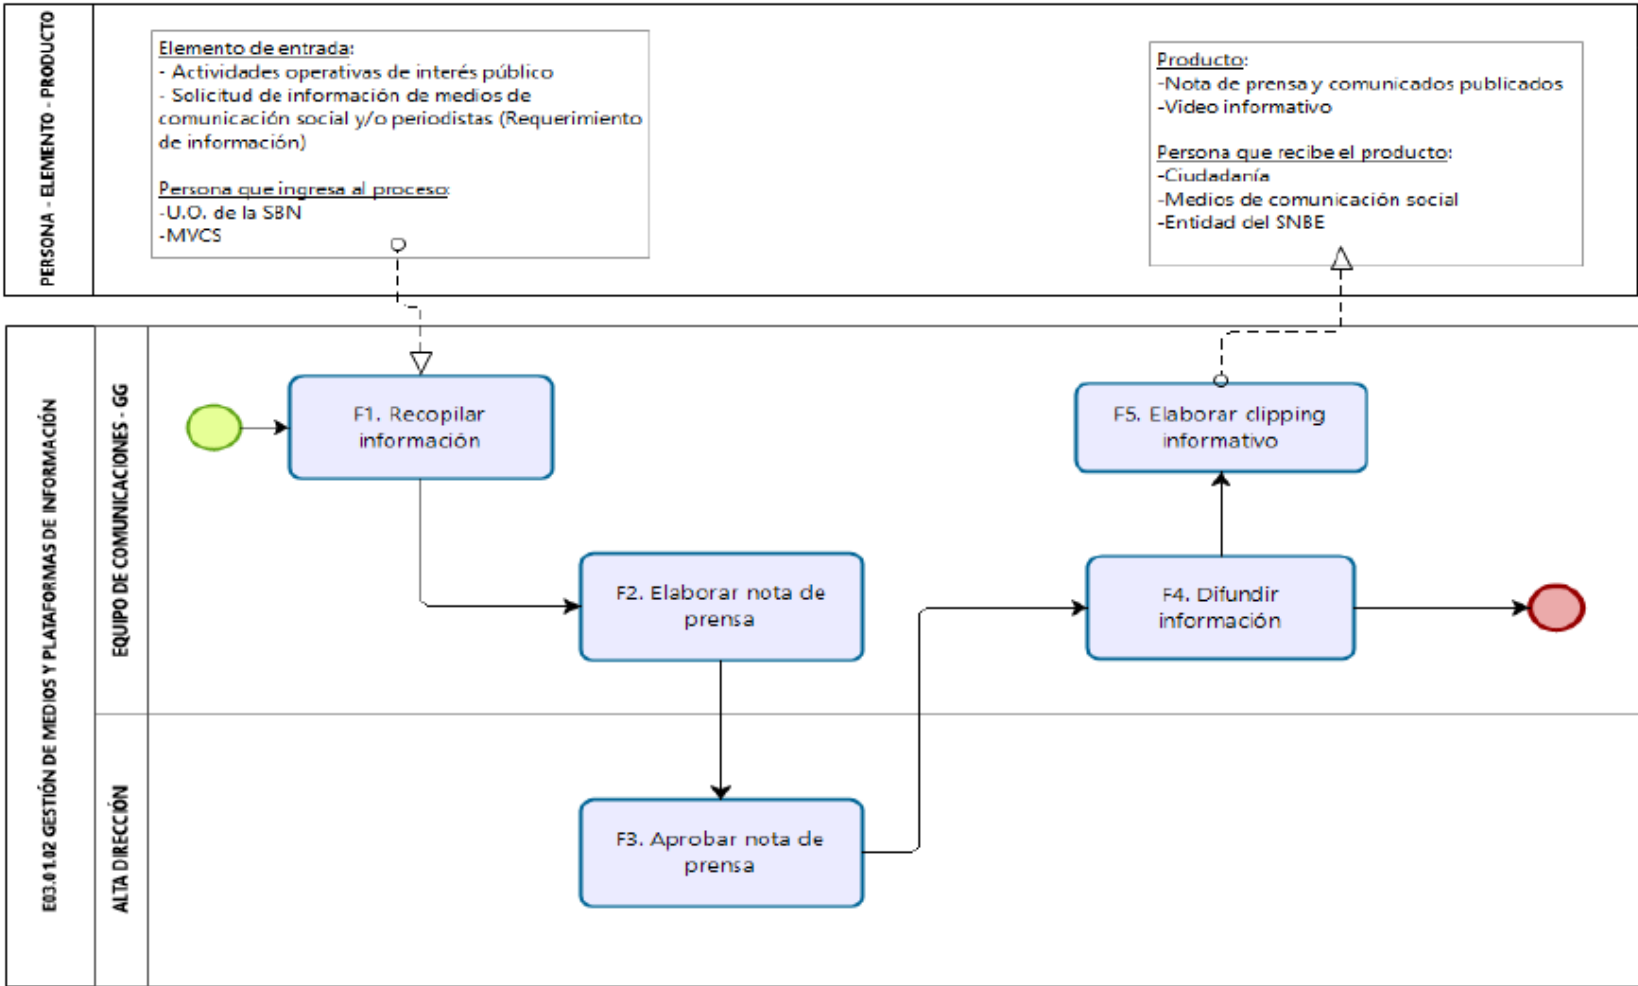 PERSONA - ELEMENTO - PRODUCTO
Elemento de entrada:
- Actividades operativas de interés público
- Solicitud de información de medios de
comunicación social y/o periodistas (Requerimiento
de información)
Persona que ingresa al proceso:
-U.O. de la SBN
-MVCS
Producto:
-Nota de prensa y comunicados publicados
-Video informativo
Persona que recibe el producto:
-Ciudadanía
-Medios de comunicación social
-Entidad del SNBE
E03.01.02 GESTIÓN DE MEDIOS Y PLATAFORMAS DE INFORMACIÓN
EQUIPO DE COMUNICACIONES - GG
F1. Recopilar
información
F2. Elaborar nota de
prensa
F5. Elaborar clipping
informativo
F4. Difundir
información
ALTA DIRECCIÓN
F3. Aprobar nota de
prensa